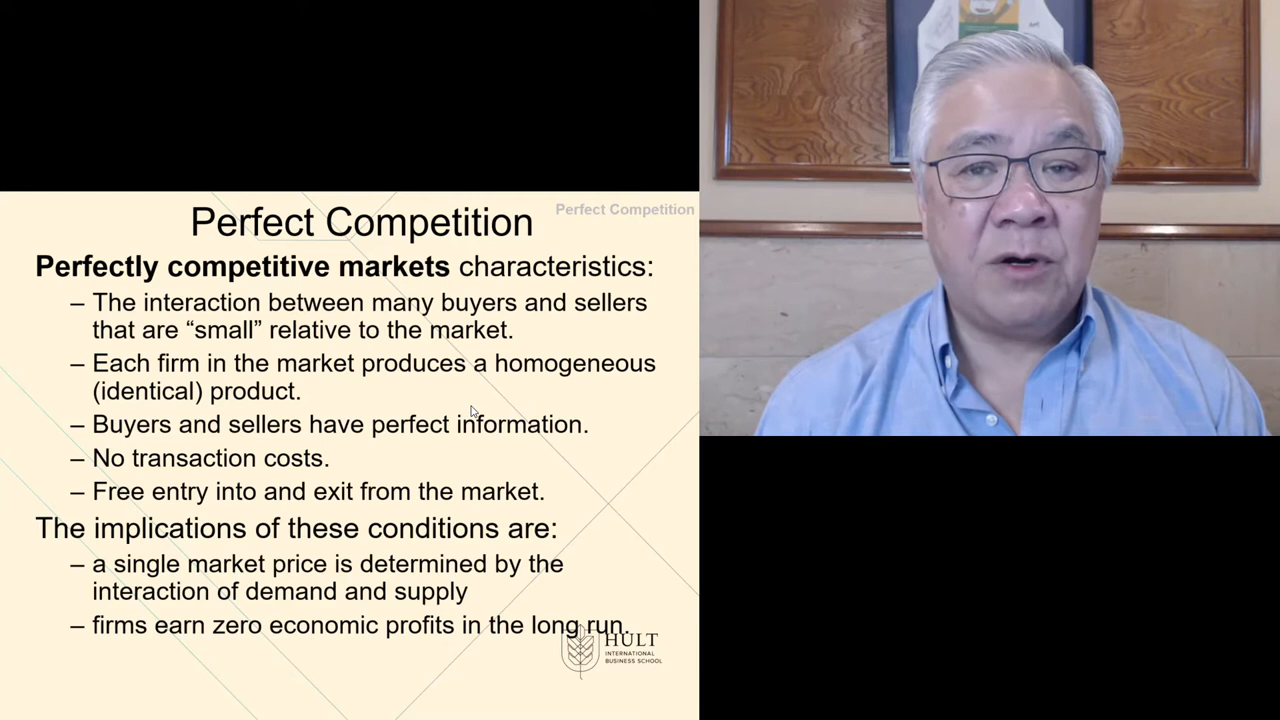 Perfect Competition
Perfect Competition
Perfectly competitive markets characteristics:
– The interaction between many buyers and sellers
that are “small” relative to the market.
– Each firm in the market produces a homogeneous
(identical) product.
– Buyers and sellers have perfect information.
– No transaction costs.
– Free entry into and exit from the market.
The implications of these conditions are:
– a single market price is determined by the
interaction of demand and supply
– firms earn zero economic profits in the long run.
HULT
INTERNATIONAL
BUSINESS SCHOOL